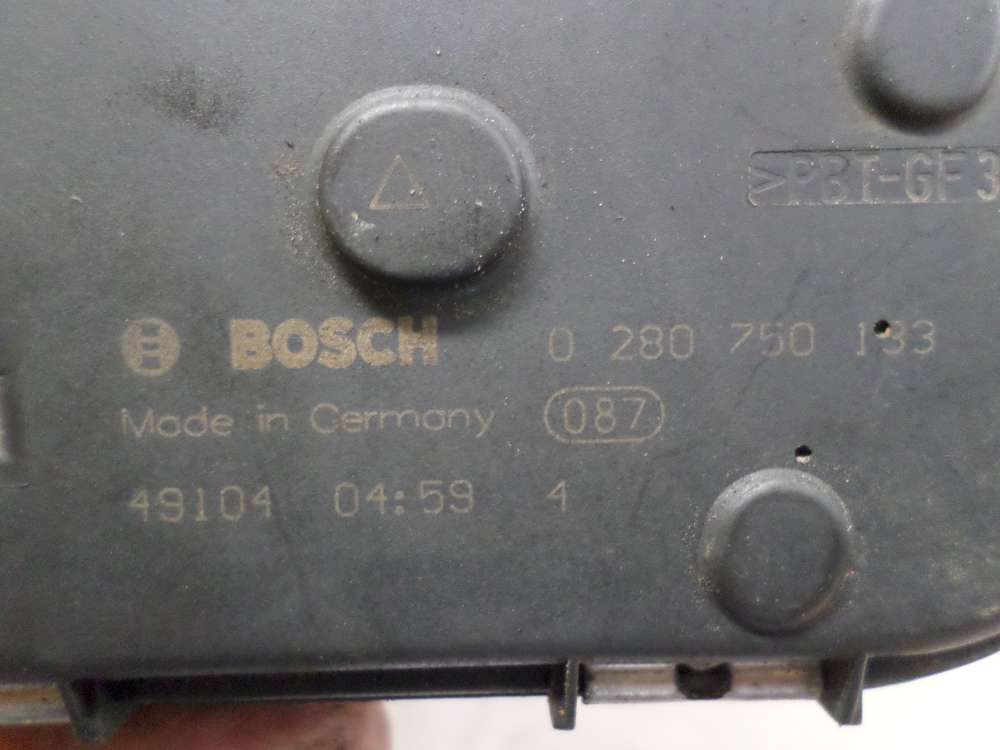 >PBT-GF3
BOSCH 0 280 750 133
Made in Germany 087
49104 04:59 4